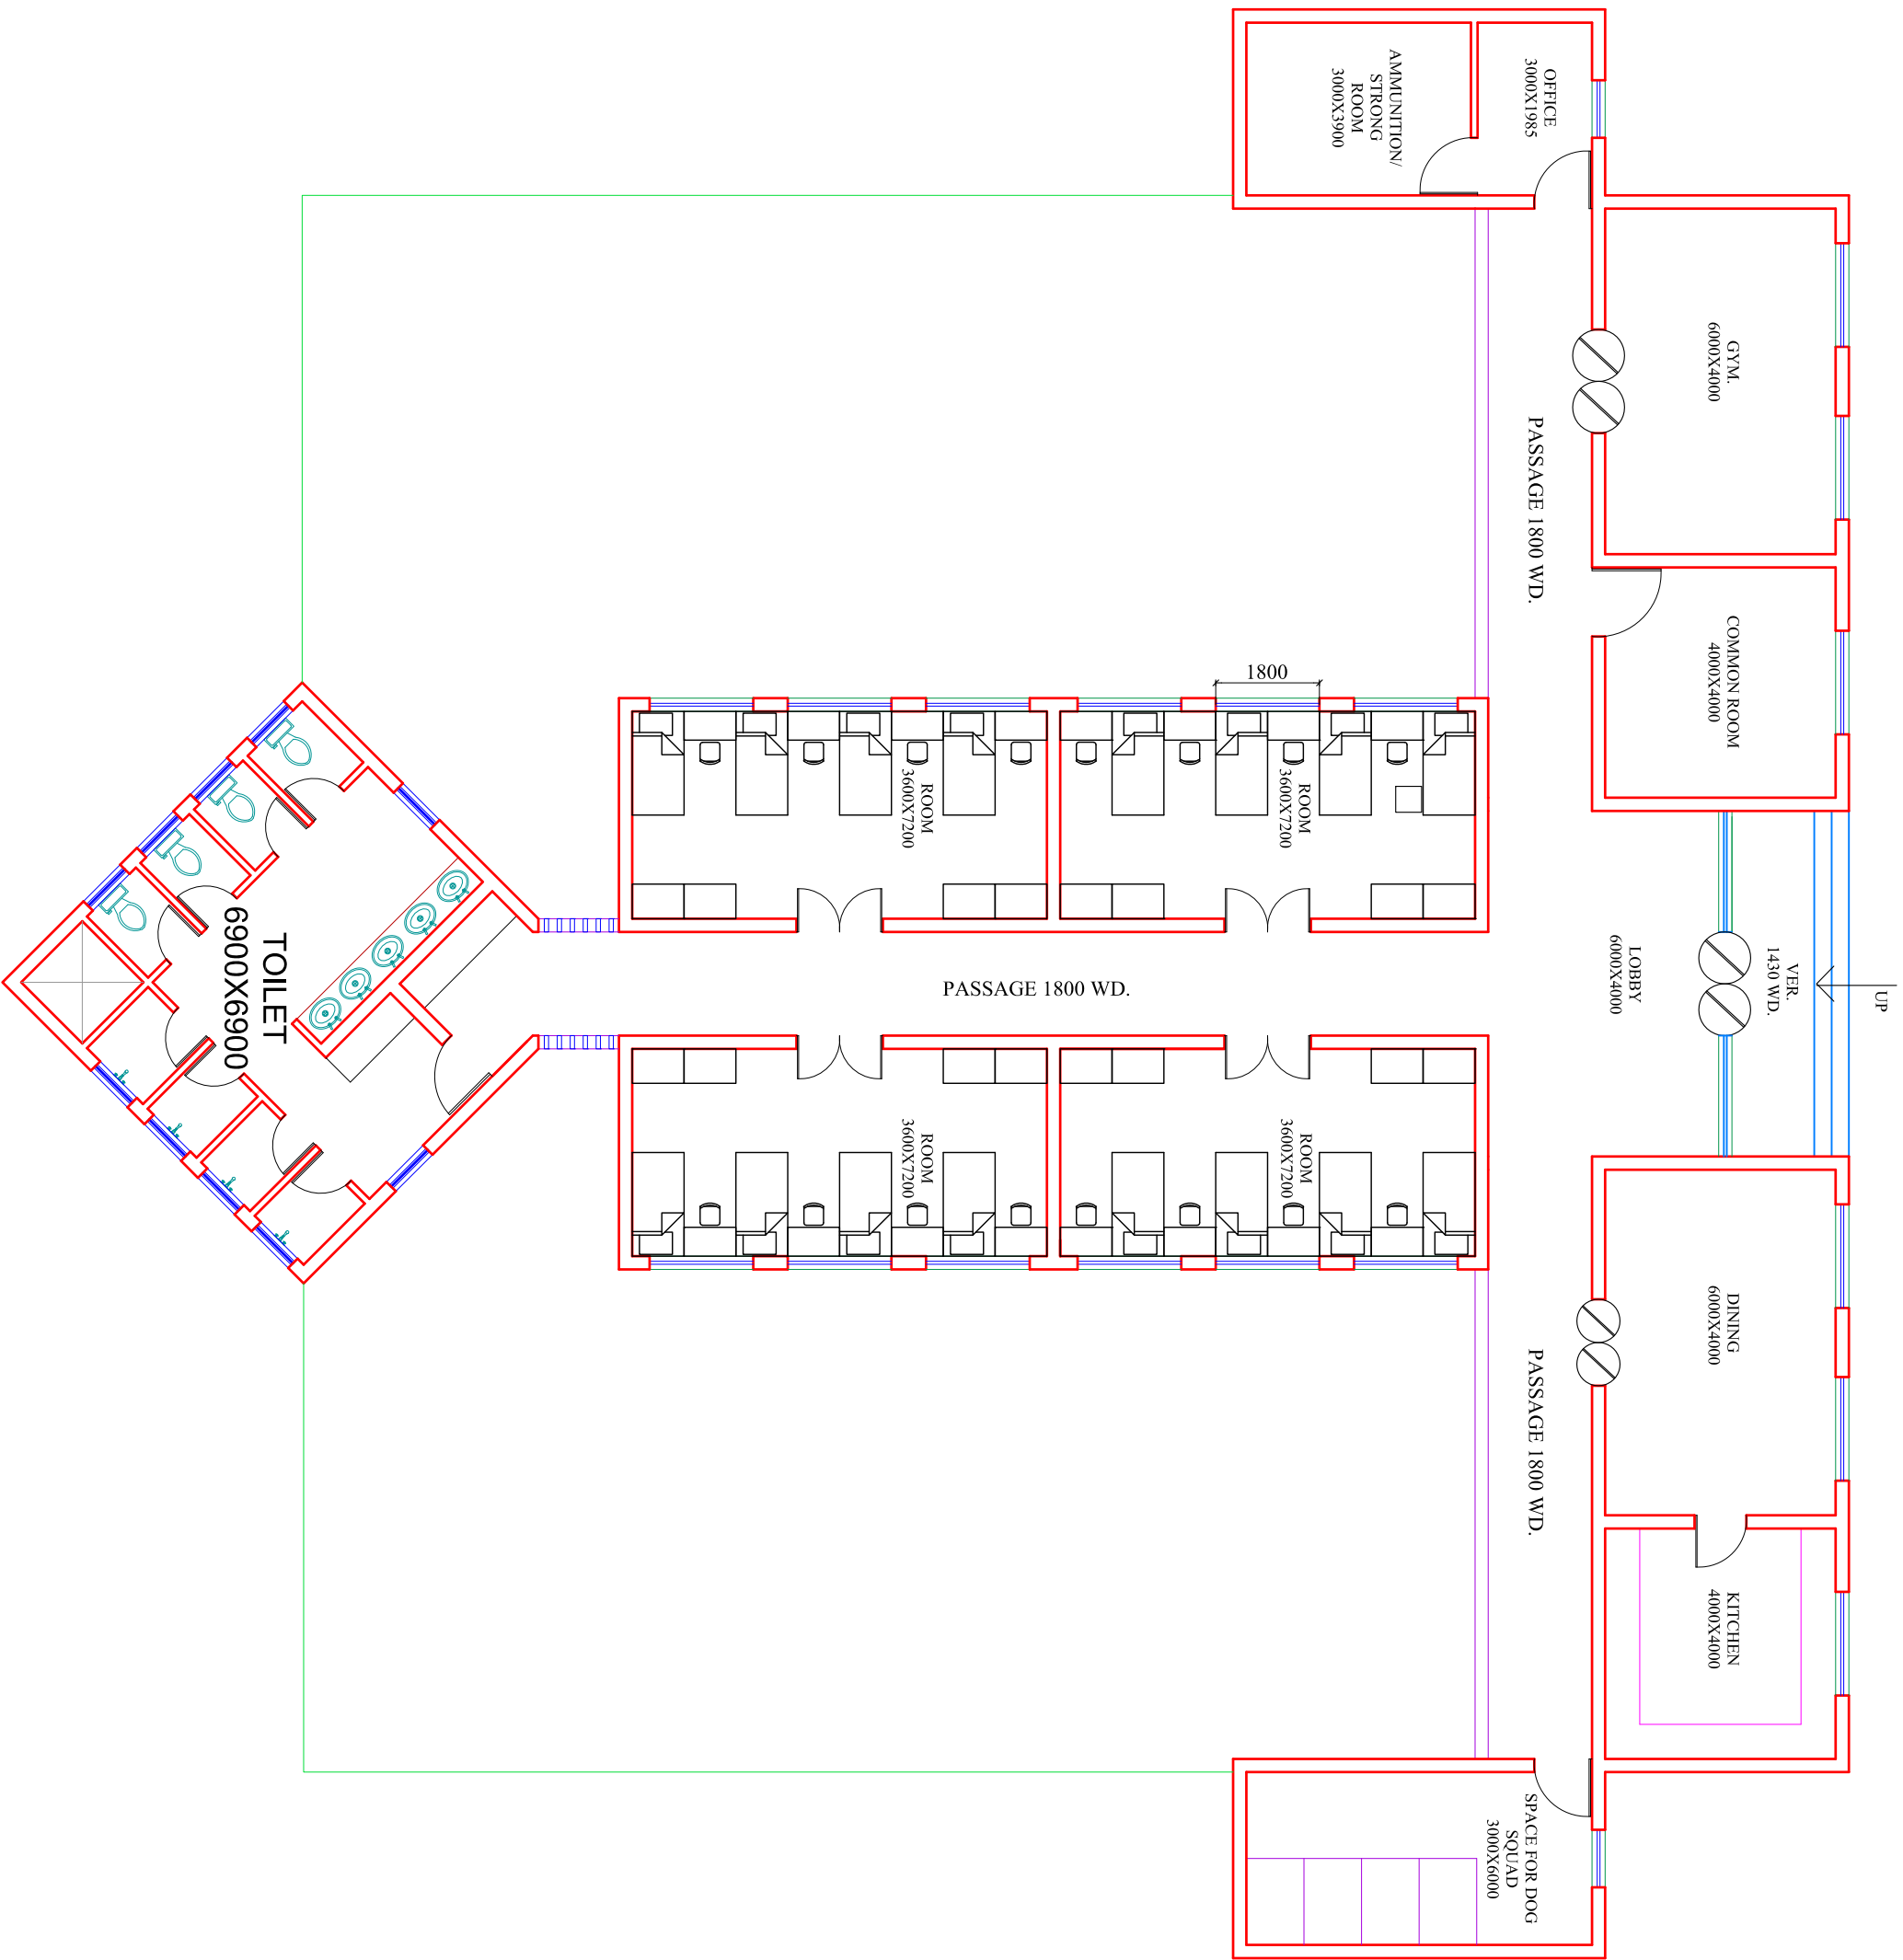 UP
VER.
1430 WD.
LOBBY
6000X4000
OFFICE
3000X1985
AMMUNITION/
STRONG
ROOM
3000X3900
GYM.
6000X4000
PASSAGE 1800 WD.
COMMON ROOM
4000X4000
DINING
6000X4000
PASSAGE 1800 WD.
KITCHEN
4000X4000
SPACE FOR DOG
SQUAD
3000X6000
1800
ROOM
3600X7200
ROOM
3600X7200
PASSAGE 1800 WD.
ROOM
3600X7200
ROOM
3600X7200
TOILET
6900X6900